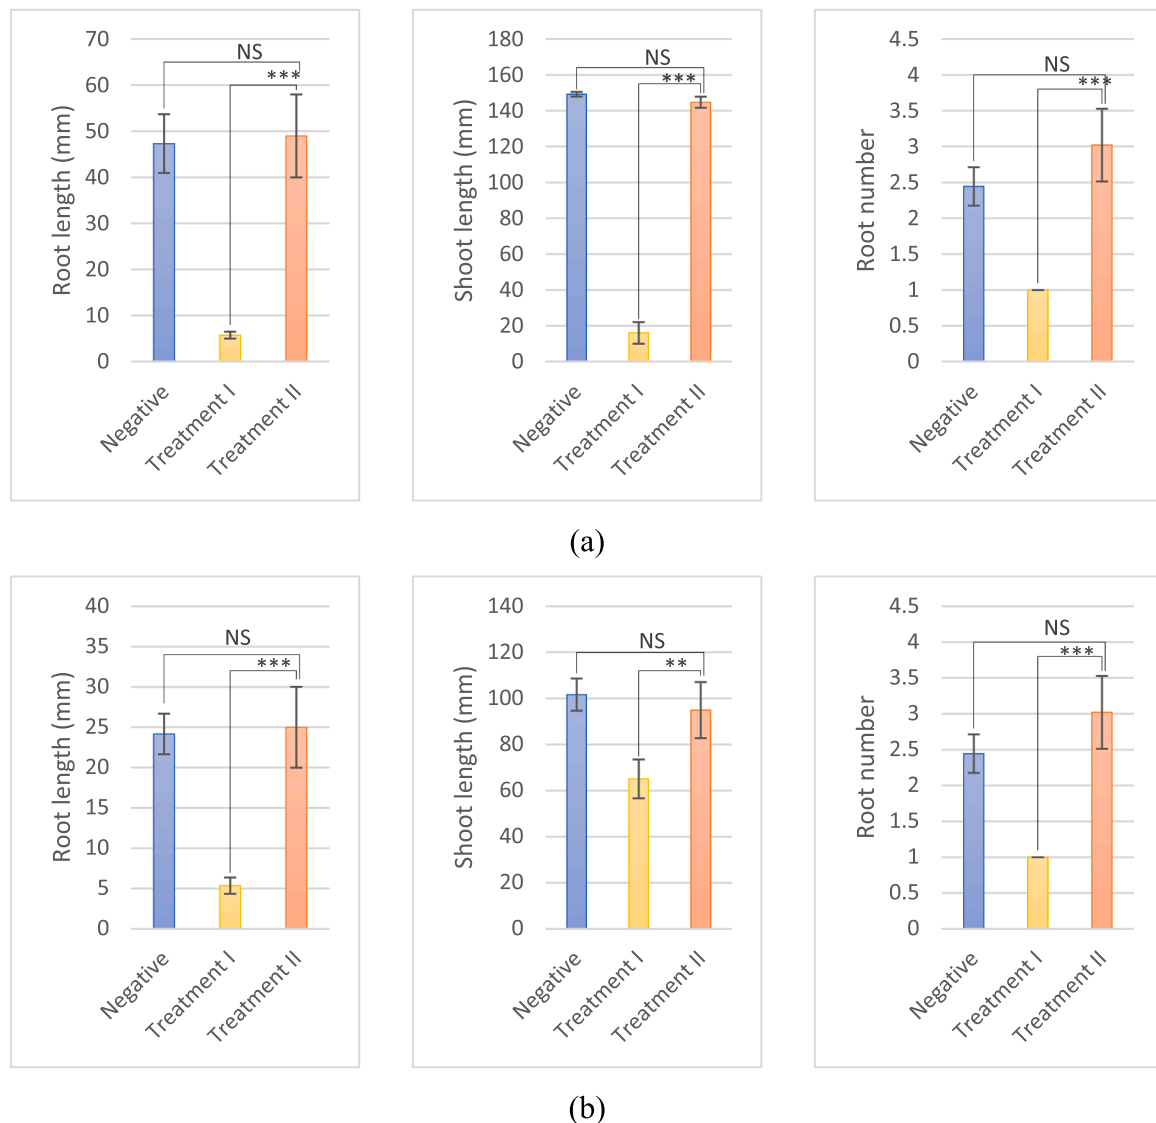 Root length (mm)
70
60
50
40
30
20
10
0
NS
***
Negative
Treatment I
Treatment II
Shoot length (mm)
180
160
140
120
100
80
60
40
20
0
NS
***
Negative
Treatment I
Treatment II
Root number
4.5
4
3.5
3
2.5
2
1.5
1
0.5
0
NS
***
Negative
Treatment I
Treatment II
(a)
Root length (mm)
40
35
30
25
20
15
10
5
0
NS
***
Negative
Treatment I
Treatment II
Shoot length (mm)
140
120
100
80
60
40
20
0
NS
**
Negative
Treatment I
Treatment II
Root number
4.5
4
3.5
3
2.5
2
1.5
1
0.5
0
NS
***
Negative
Treatment I
Treatment II
(b)